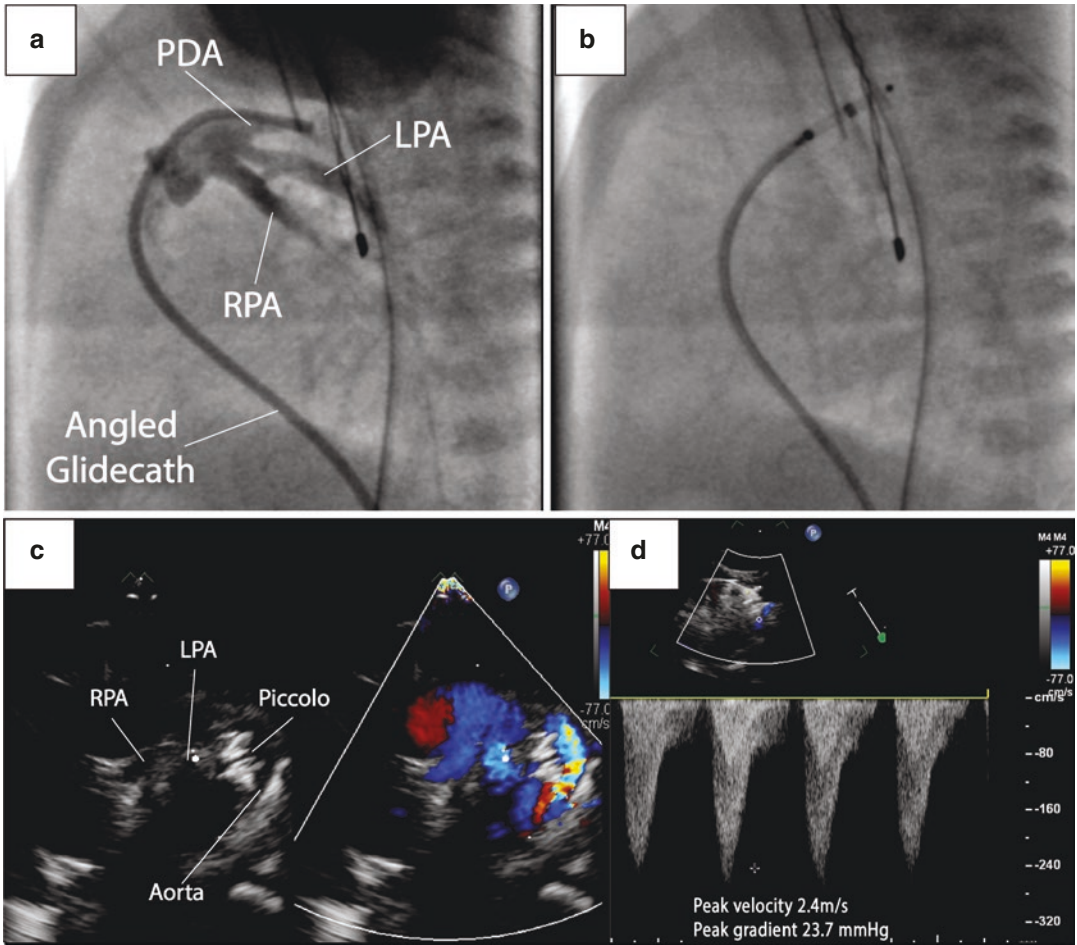 a
PDA
LPA
RPA
Angled
Glidecath
b
c
LPA
RPA
Piccolo
Aorta
M4
+77.0
P
-77.0
cm/s
d
P
M4 M4
+77.0
-77.0
cm/s
-cm/s
-80
-160
-240
-320
Peak velocity 2.4m/s
Peak gradient 23.7 mmHg